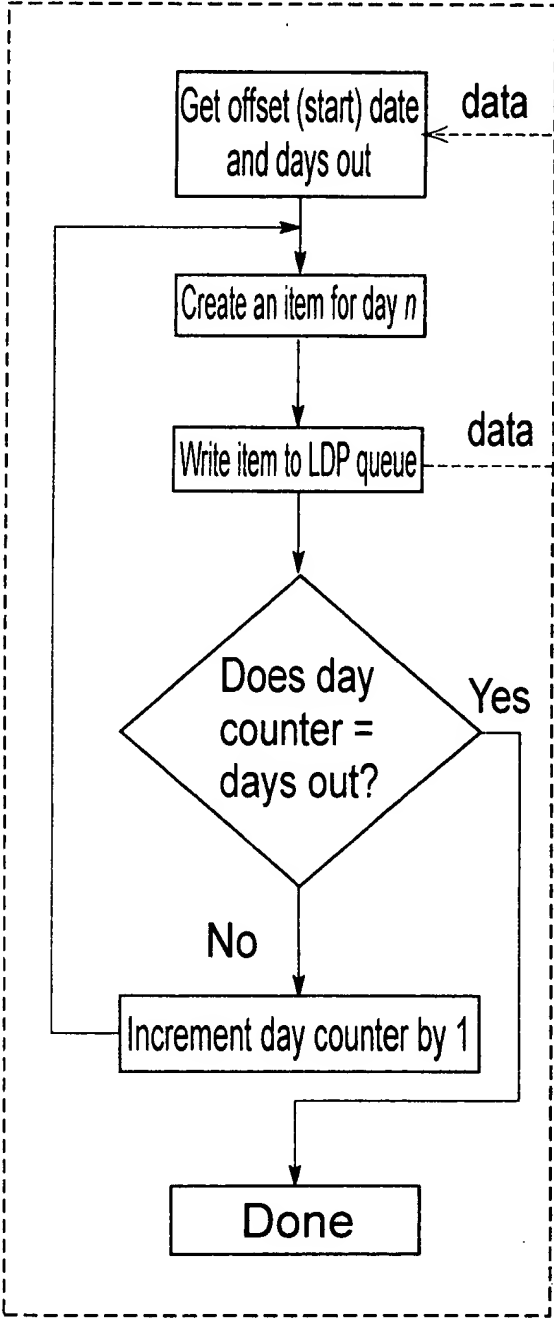 Get offset (start) date
and days out
data
Create an item for day n
Write item to LDP queue
data
Does day
counter =
days out?
Yes
No
Increment day counter by 1
Done